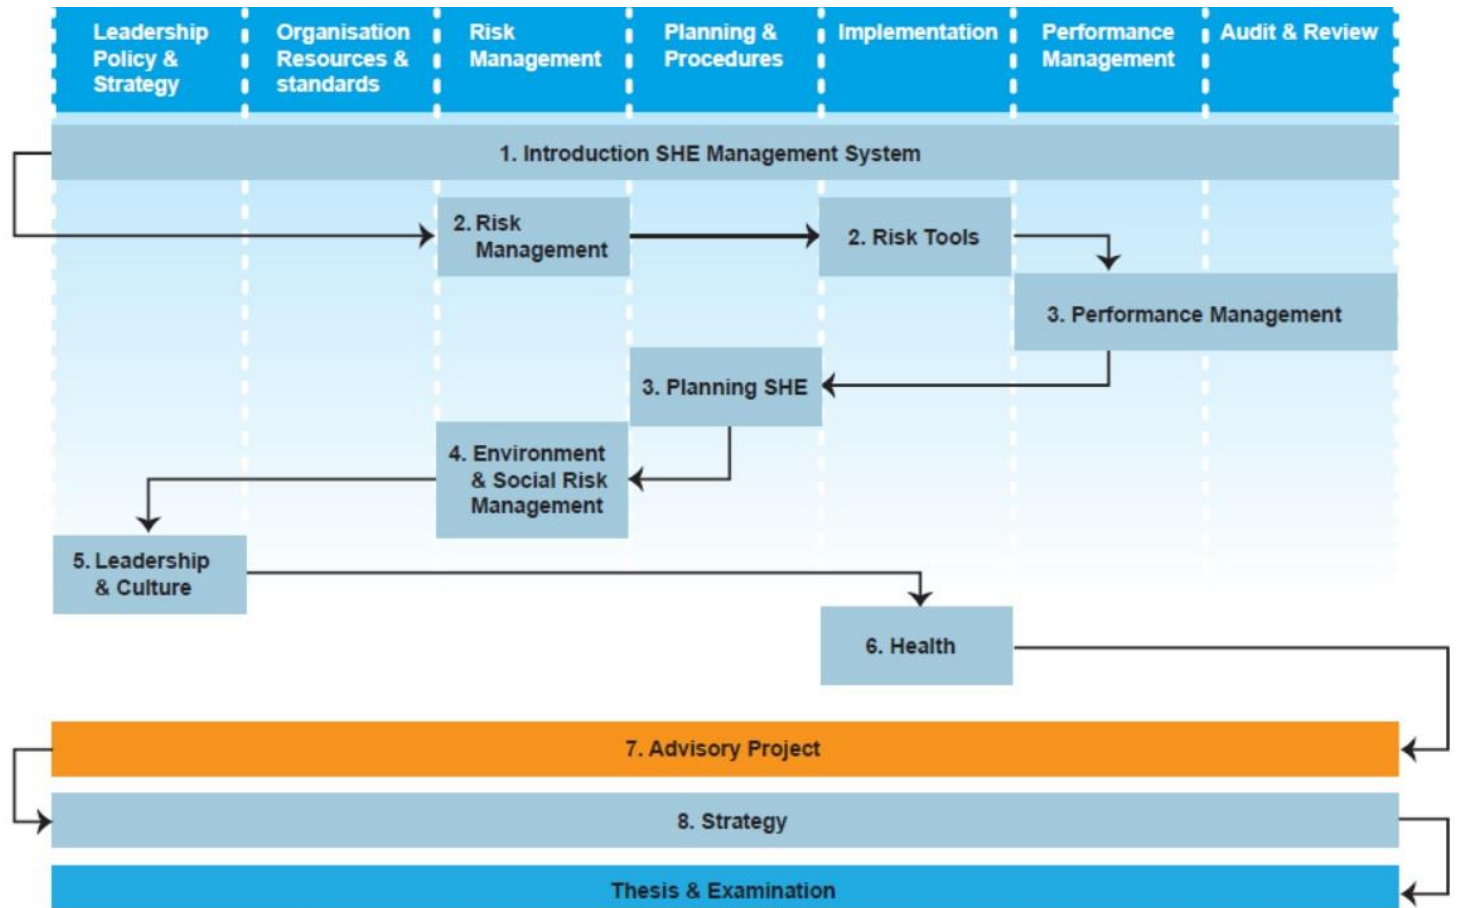 Leadership
Policy &
Strategy
Organisation
Resources &
standards
Risk
Management
Planning &
Procedures
Implementation
Performance
Management
Audit & Review
1. Introduction SHE Management System
2. Risk
Management
2. Risk Tools
3. Performance Management
3. Planning SHE
4. Environment
& Social Risk
Management
5. Leadership
& Culture
6. Health
7. Advisory Project
8. Strategy
Thesis & Examination